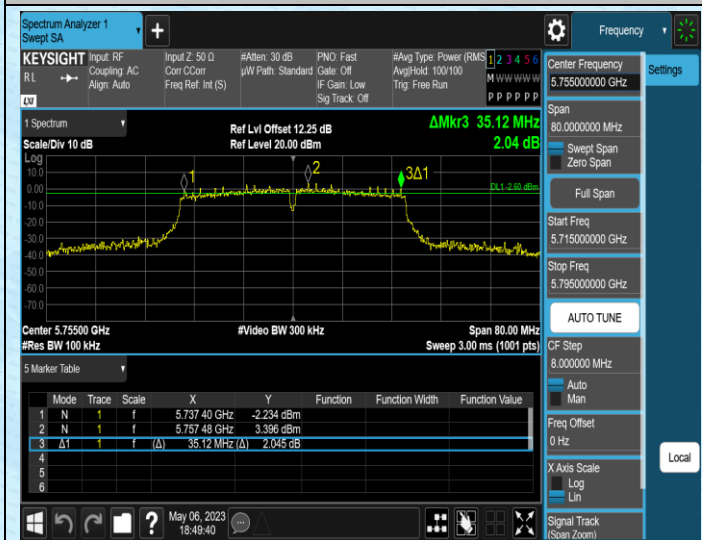 Spectrum Analyzer 1
Swept SA
Frequency
KEYSIGHT
RL
LXI
Input: RF
Coupling: AC
Align: Auto
Input Z: 50 Ω
Corr CCorr
Freq Ref: Int (S)
#Atten: 30 dB
µW Path: Standard
PNO: Fast
Gate: Off
IF Gain: Low
Sig Track: Off
#Avg Type: Power (RMS
Avg|Hold: 100/100
Trig: Free Run
1 2 3 4 5 6
M W W W W W
P P P P P P
Center Frequency
5.755000000 GHz
Settings
Span
80.0000000 MHz
Swept Span
Zero Span
Full Span
Start Freq
5.715000000 GHz
Stop Freq
5.795000000 GHz
AUTO TUNE
CF Step
8.000000 MHz
Auto
Man
Freq Offset
0 Hz
X Axis Scale
Log
Lin
Signal Track
(Span Zoom)
Local
1 Spectrum
Scale/Div 10 dB
Ref Lvl Offset 12.25 dB
Ref Level 20.00 dBm
ΔMkr3 35.12 MHz
2.04 dB
Log
10.0
0.00
-10.0
-20.0
-30.0
-40.0
-50.0
-60.0
-70.0
1
2
3Δ1
DL1 -2.60 dBm
Center 5.75500 GHz
#Res BW 100 kHz
#Video BW 300 kHz
Span 80.00 MHz
Sweep 3.00 ms (1001 pts)
5 Marker Table
Mode Trace Scale X Y Function Function Width Function Value
1 N 1 f 5.737 40 GHz -2.234 dBm
2 N 1 f 5.757 48 GHz 3.396 dBm
3 Δ1 1 f (Δ) 35.12 MHz (Δ) 2.045 dB
4
5
6
?
May 06, 2023
18:49:40